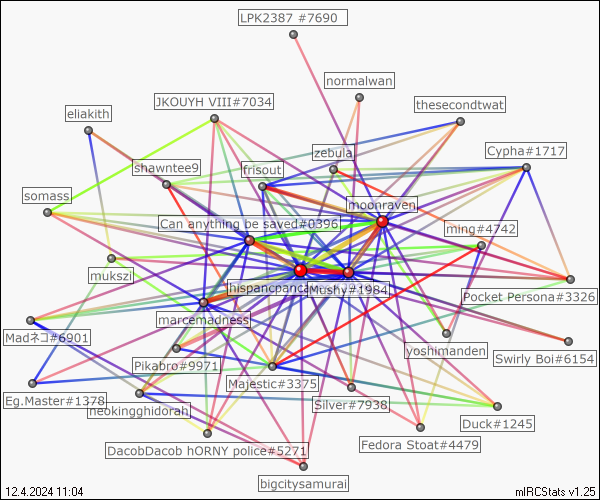 LPK2387 #7690
normalwan
JKOUYH VIII#7034
thesecondtwat
eliakith
zebula
Cypha#1717
shawntee9
frisout
somass
moonraven
Can anything be saved#0396
ming#4742
mukszi
Mushy#1984
Pocket Persona#3326
marcemadness
Madネコ#6901
yoshimanden
Swirly Boi#6154
Pikabro#9971
Majestic#3375
Eg.Master#1378
neokingghidorah
Silver#7938
Duck#1245
Fedora Stoat#4479
DacobDacob hORNY police#5271
bigcitysamurai
12.4.2024 11:04
mIRCStats v1.25